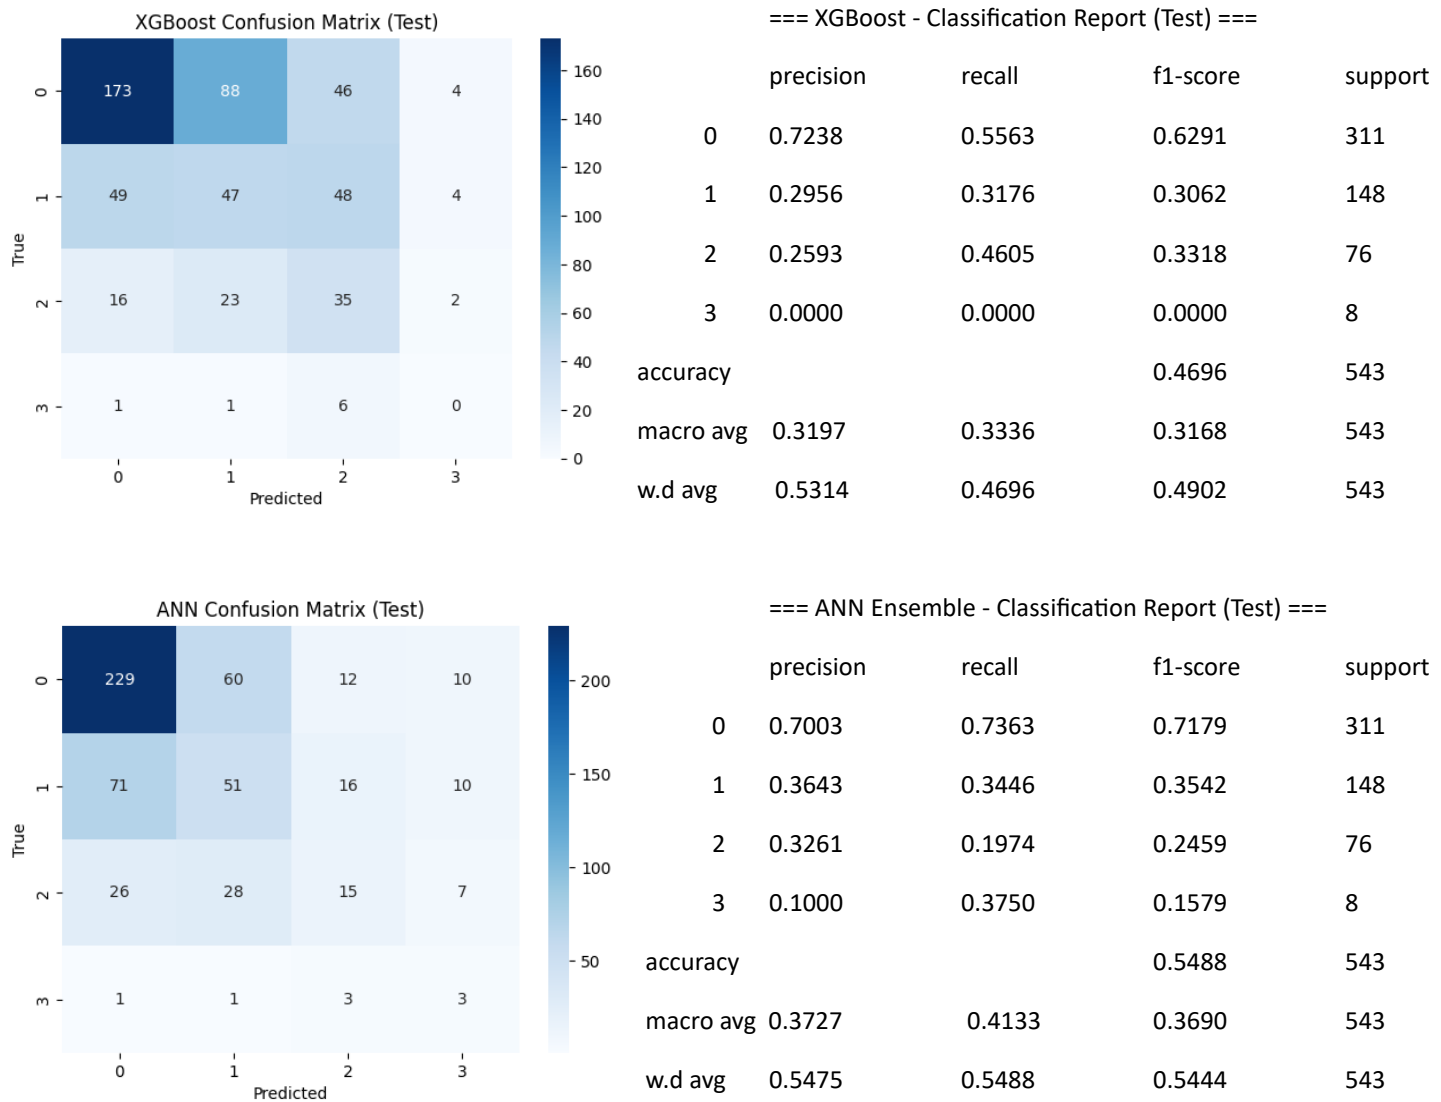 XGBoost Confusion Matrix (Test)
0 173 88 46 4
1 49 47 48 4
2 16 23 35 2
3 1 1 6 0
0 1 2 3
True
Predicted
160
140
120
100
80
60
40
20
0
=== XGBoost - Classification Report (Test) ===
precision recall f1-score support
0 0.7238 0.5563 0.6291 311
1 0.2956 0.3176 0.3062 148
2 0.2593 0.4605 0.3318 76
3 0.0000 0.0000 0.0000 8
accuracy 0.4696 543
macro avg 0.3197 0.3336 0.3168 543
w.d avg 0.5314 0.4696 0.4902 543
ANN Confusion Matrix (Test)
0 229 60 12 10
1 71 51 16 10
2 26 28 15 7
3 1 1 3 3
0 1 2 3
True
Predicted
200
150
100
50
=== ANN Ensemble - Classification Report (Test) ===
precision recall f1-score support
0 0.7003 0.7363 0.7179 311
1 0.3643 0.3446 0.3542 148
2 0.3261 0.1974 0.2459 76
3 0.1000 0.3750 0.1579 8
accuracy 0.5488 543
macro avg 0.3727 0.4133 0.3690 543
w.d avg 0.5475 0.5488 0.5444 543